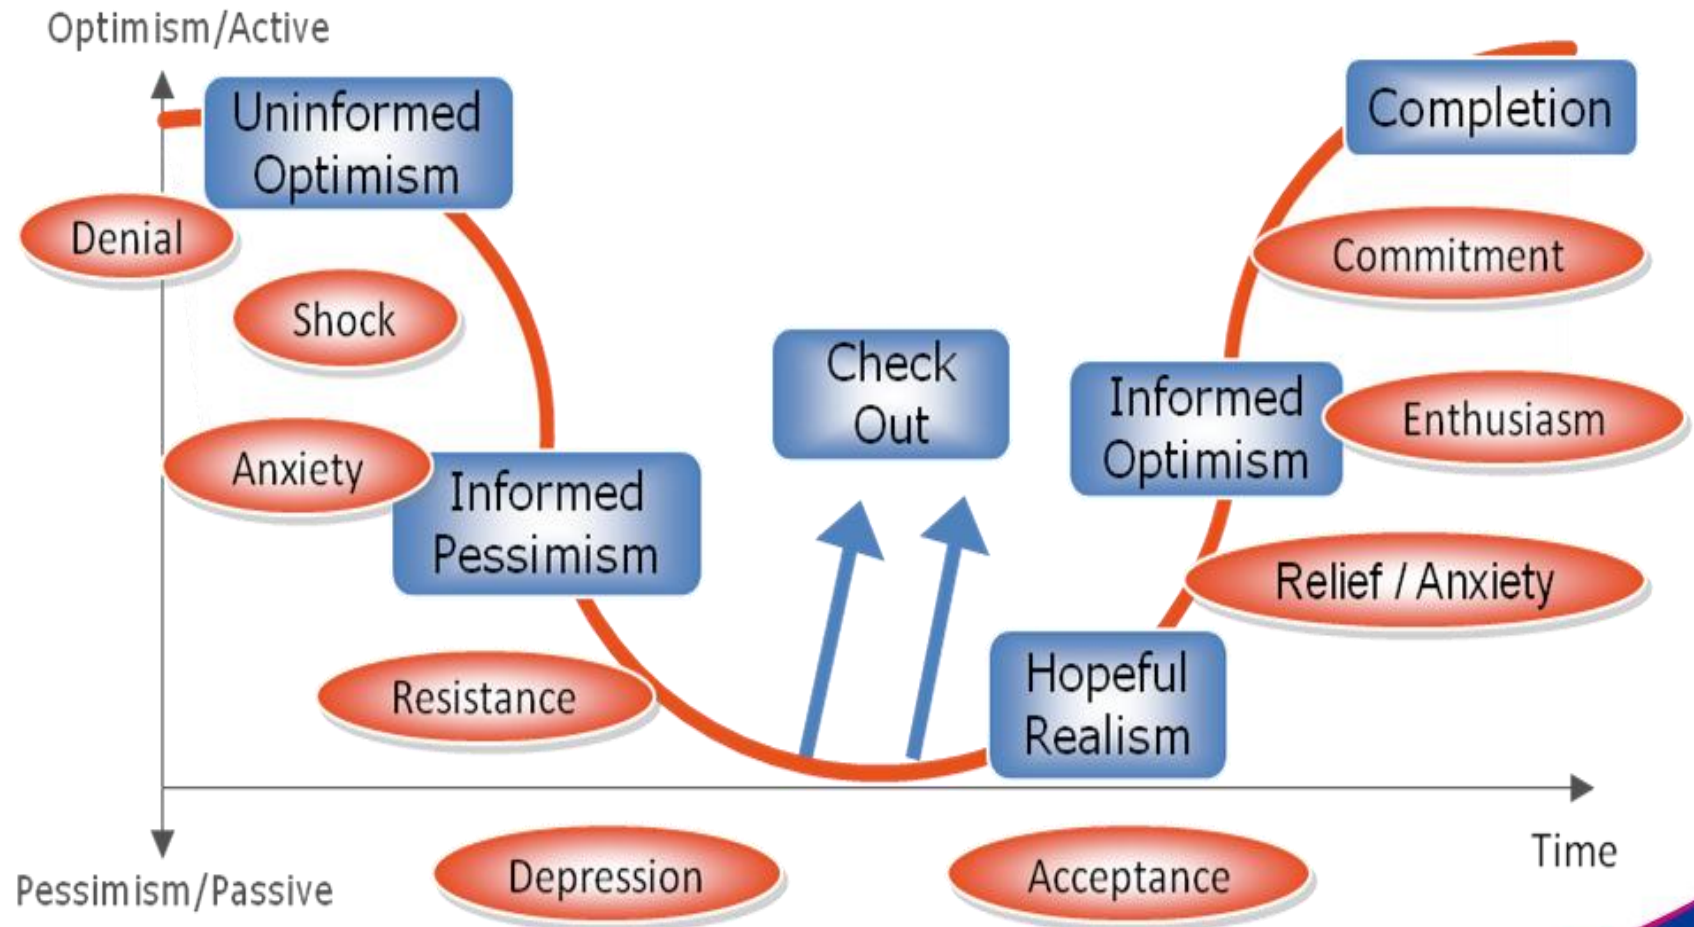 Optimism/Active
Uninformed
Optimism
Completion
Denial
Shock
Commitment
Check
Out
Anxiety
Informed
Pessimism
Informed
Optimism
Enthusiasm
Relief / Anxiety
Resistance
Hopeful
Realism
Time
Pessimism/Passive
Depression
Acceptance